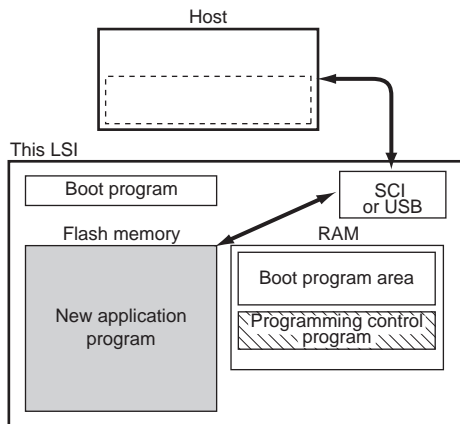 Host
This LSI
Boot program
SCI
or USB
Flash memory
RAM
New application
program
Boot program area
Programming control
program